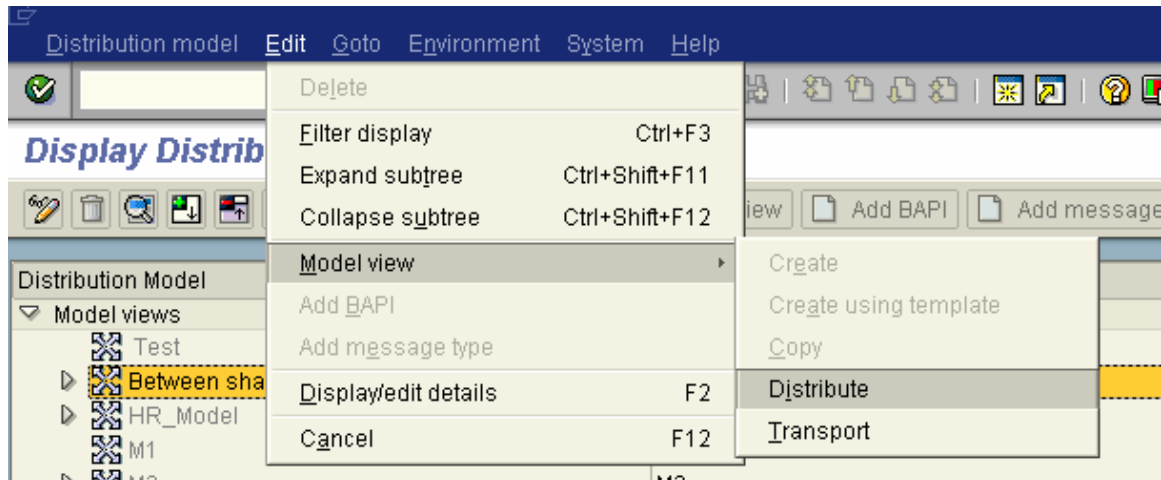 Distribution model Edit Goto Environment System Help
Delete
Display Distrib
Filter display Ctrl+F3
Expand subtree Ctrl+Shift+F11
Collapse subtree Ctrl+Shift+F12
iew Add BAPI Add message
Model view
Create
Distribution Model
Add BAPI
Create using template
Model views
Add message type
Copy
Test
Between sha
Display/edit details F2
Distribute
HR_Model
Cancel F12
Transport
M1